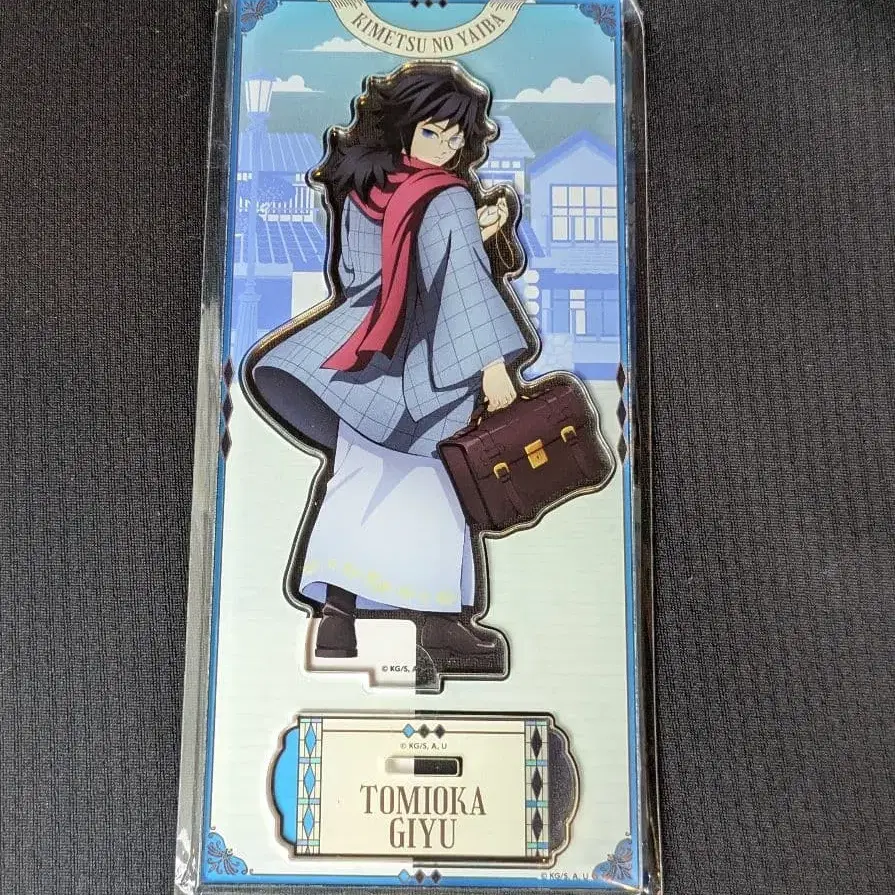 KIMETSU NO YAIBA
© KG/S, A
© KG/S, A, U
TOMIOKA
GIYU
© KG/S, A, U